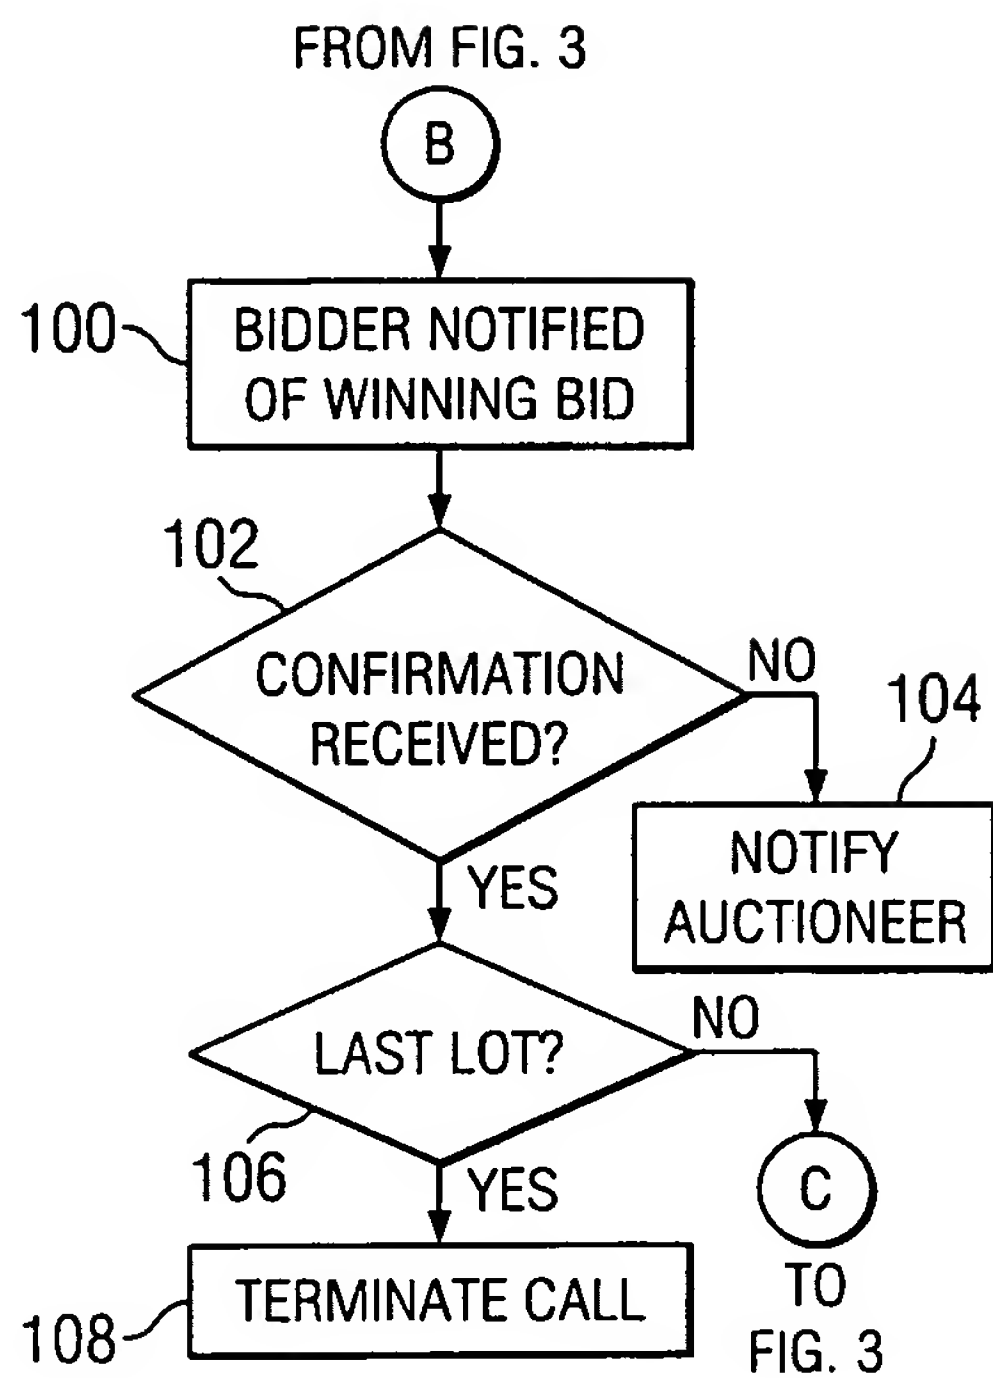 FROM FIG. 3
B
100
BIDDER NOTIFIED
OF WINNING BID
102
CONFIRMATION
RECEIVED?
NO
104
NOTIFY
AUCTIONEER
YES
LAST LOT?
NO
106
YES
C
TO
FIG. 3
TERMINATE CALL
108